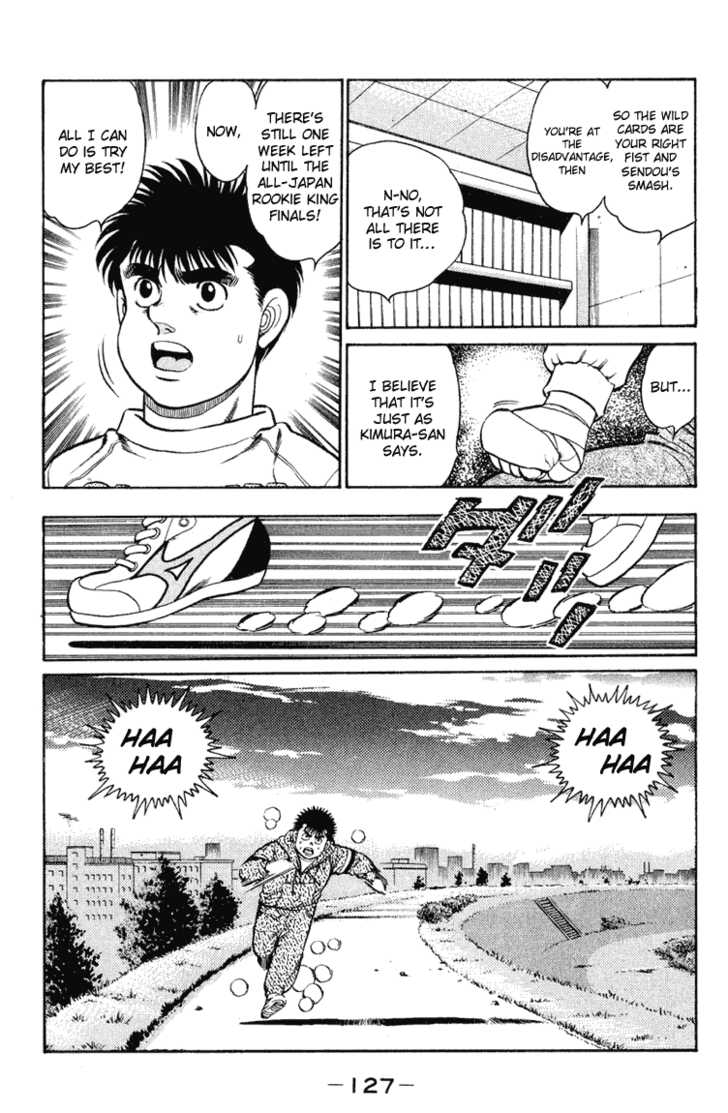 SO THE WILD
CARDS ARE
YOUR RIGHT
FIST AND
SENDOU'S
SMASH.
YOU'RE AT
THE
DISADVANTAGE,
THEN
N-NO,
THAT'S NOT
ALL THERE
IS TO IT...
BUT...
I BELIEVE
THAT IT'S
JUST AS
KIMURA-SAN
SAYS.
THERE'S
STILL ONE
WEEK LEFT
UNTIL THE
ALL-JAPAN
ROOKIE KING
FINALS!
NOW,
ALL I CAN
DO IS TRY
MY BEST!
HAA
HAA
HAA
HAA
-127-